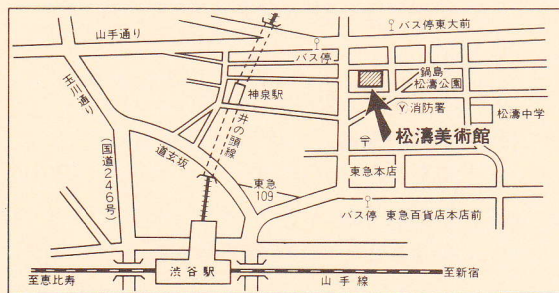 山手通り
バス停東大前
バス停
玉川通り
(国道246号)
神泉駅
井の頭線
鍋島
松濤公園
消防署
松濤中学
松濤美術館
道玄坂
東急
109
東急本店
バス停 東急百貨店本店前
渋谷駅
至恵比寿
山手線
至新宿